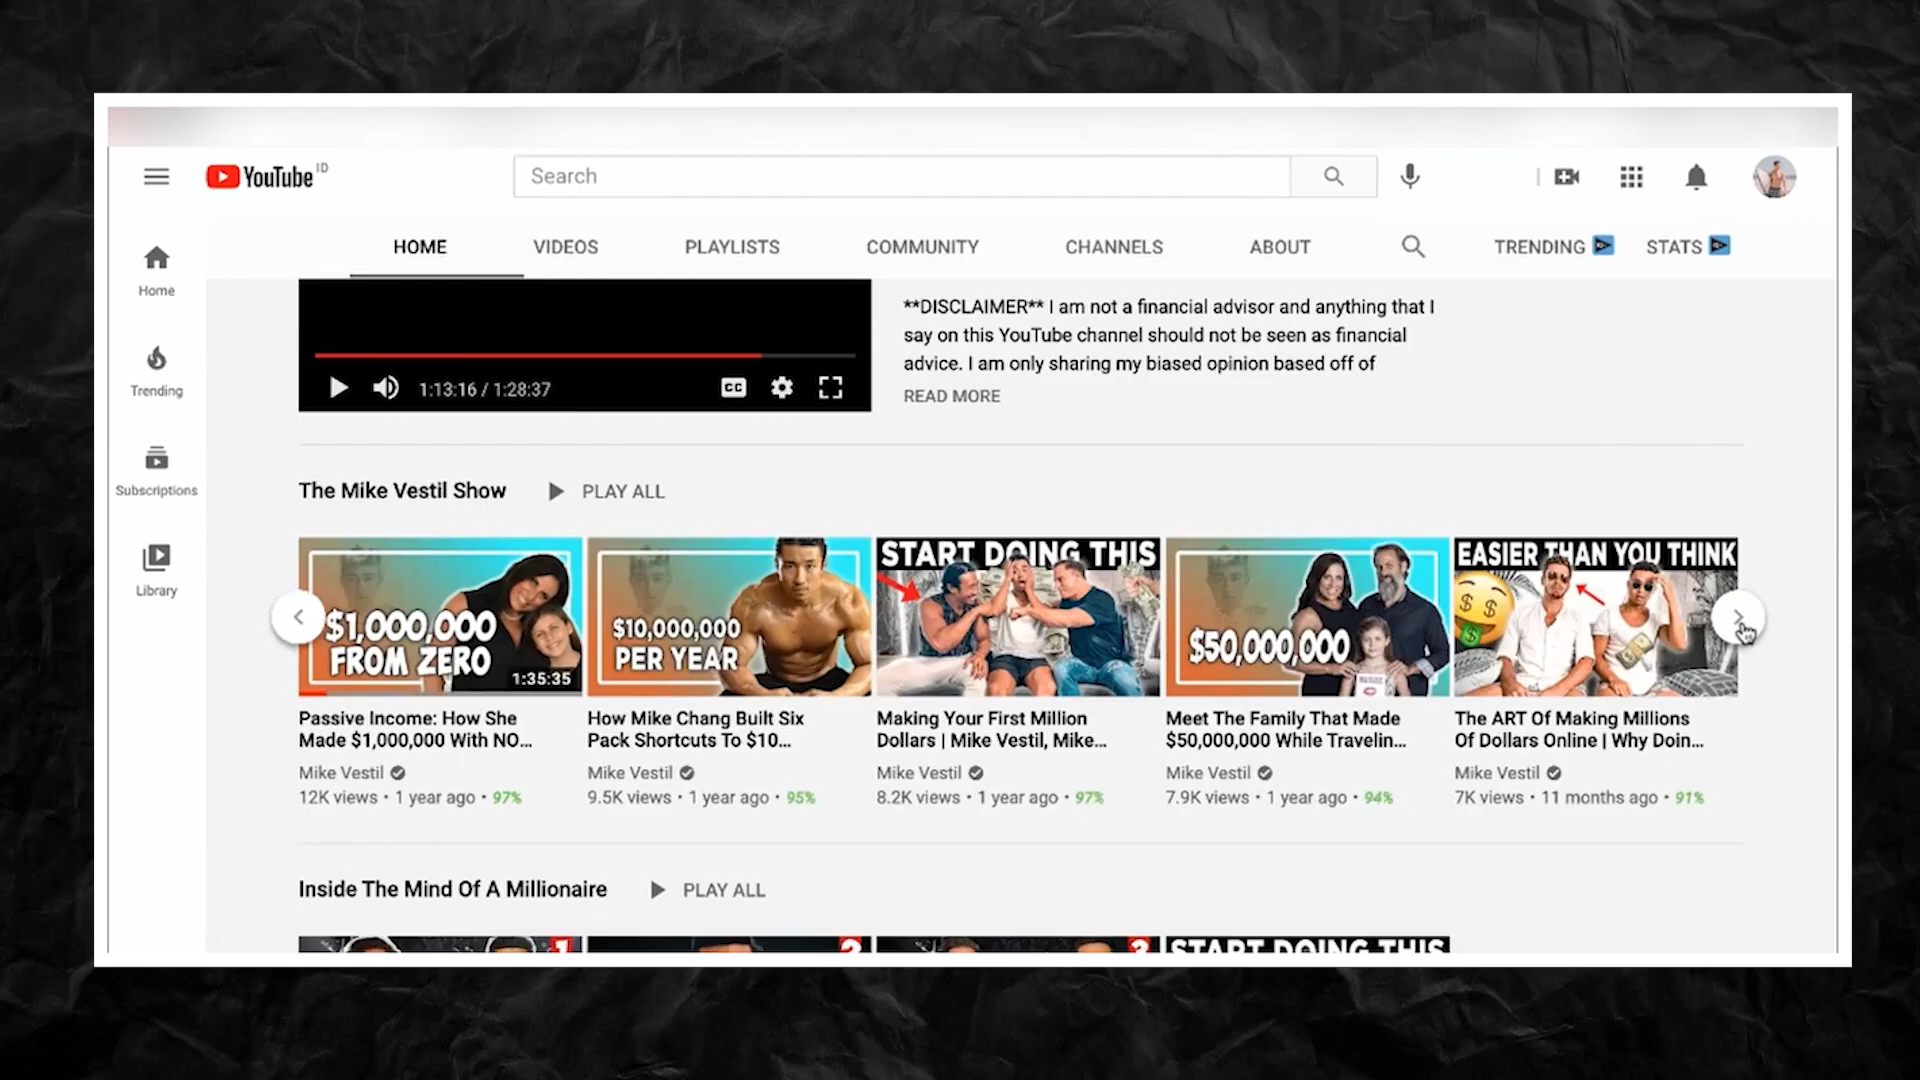 YouTube ID
Search
HOME
VIDEOS
PLAYLISTS
COMMUNITY
CHANNELS
ABOUT
TRENDING
STATS
Home
Trending
Subscriptions
Library
1:13:16 / 1:28:37
CC
**DISCLAIMER** I am not a financial advisor and anything that I
say on this YouTube channel should not be seen as financial
advice. I am only sharing my biased opinion based off of
READ MORE
The Mike Vestil Show
PLAY ALL
$1,000,000
FROM ZERO
1:35:35
Passive Income: How She
Made $1,000,000 With NO...
Mike Vestil
12K views • 1 year ago • 97%
$10,000,000
PER YEAR
How Mike Chang Built Six
Pack Shortcuts To $10...
Mike Vestil
9.5K views • 1 year ago • 95%
START DOING THIS
Making Your First Million
Dollars | Mike Vestil, Mike...
Mike Vestil
8.2K views • 1 year ago • 97%
$50,000,000
Meet The Family That Made
$50,000,000 While Travelin...
Mike Vestil
7.9K views • 1 year ago • 94%
EASIER THAN YOU THINK
The ART Of Making Millions
Of Dollars Online | Why Doin...
Mike Vestil
7K views • 11 months ago • 91%
Inside The Mind Of A Millionaire
PLAY ALL
1
2
3
START DOING THIS